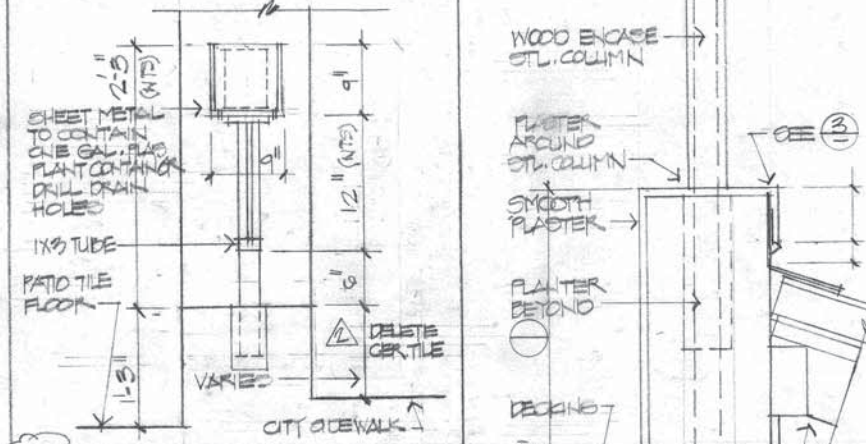 2'-3"
(NTS)
9"
SHEET METAL
TO CONTAIN
ONE GAL. PLAS
PLANT CONTAINER
DRILL DRAIN
HOLES
9"
12" (NTS)
1X3 TUBE
6"
PATIO TILE
FLOOR
2
DELETE
CER. TILE
1'-3"
VARIES
CITY SIDEWALK
WOOD ENCASE
STL. COLUMN
PLASTER
AROUND
STL. COLUMN
SEE 3
SMOOTH
PLASTER
PLANTER
BEYOND
DECKING